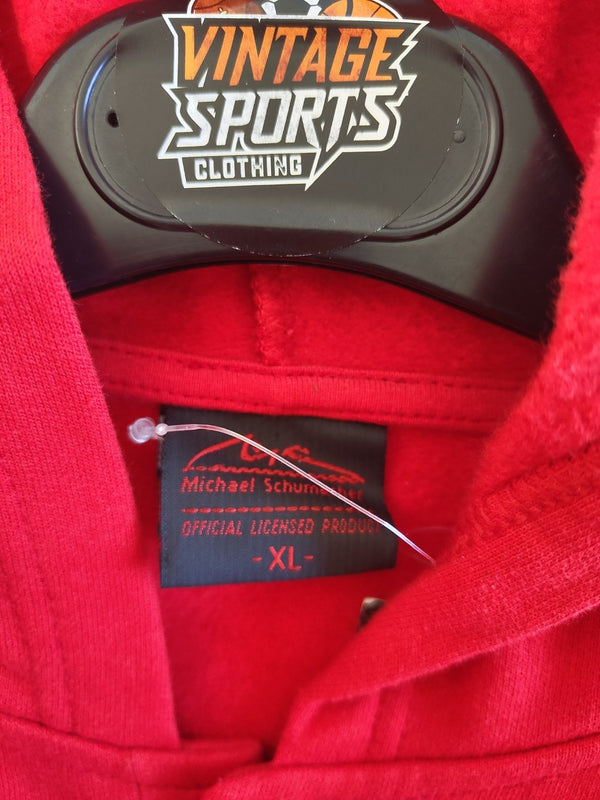 VINTAGE
SPORTS
CLOTHING
Michael Schumacher
OFFICIAL LICENSED PRODUCT
-XL-